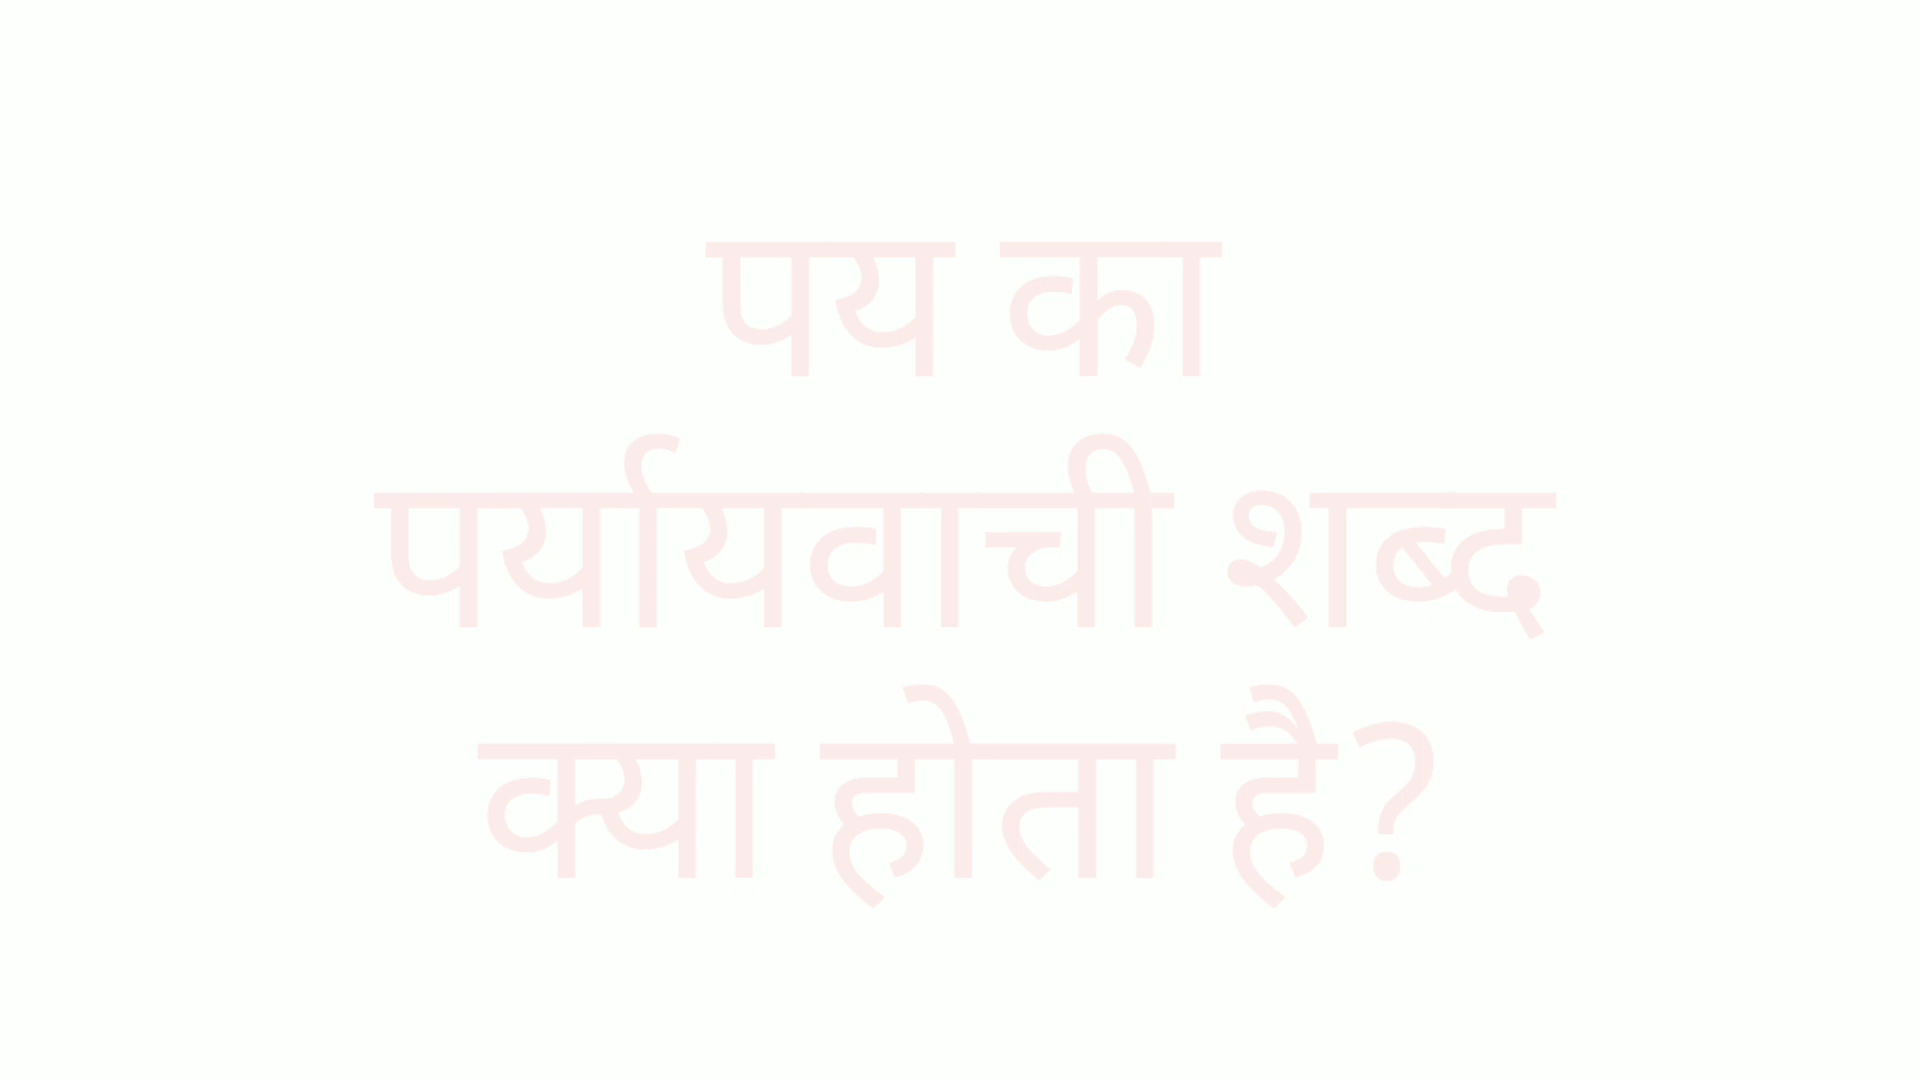 पय का
पर्यायवाची शब्द
क्या होता है?